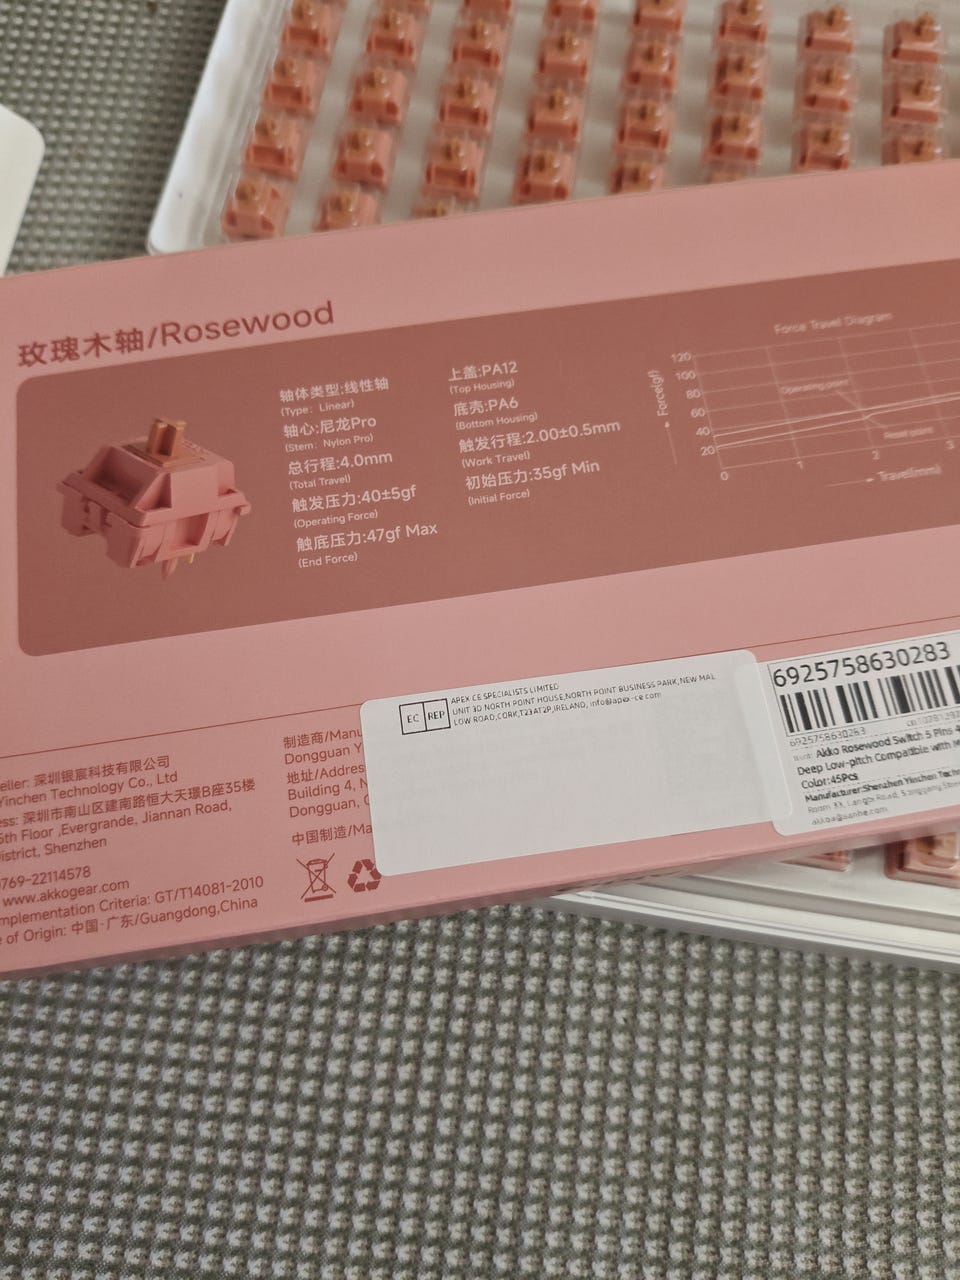 玫瑰木轴/Rosewood
轴体类型:线性轴
(Type: Linear)
轴心:尼龙Pro
(Stem: Nylon Pro)
总行程:4.0mm
(Total Travel)
触发压力:40±5gf
(Operating Force)
触底压力:47gf Max
(End Force)
上盖:PA12
(Top Housing)
底壳:PA6
(Bottom Housing)
触发行程:2.00±0.5mm
(Work Travel)
初始压力:35gf Min
(Initial Force)
Force Travel Diagram
Force(gf)
120
100
80
60
40
20
0
1
2
3
Operating point
Reset point
Travel(mm)
eller: 深圳银宸科技有限公司
Yinchen Technology Co., Ltd
ess: 深圳市南山区建南路恒大天璟B座35楼
5th Floor ,Evergrande, Jiannan Road,
District, Shenzhen
0769-22114578
www.akkogear.com
mplementation Criteria: GT/T14081-2010
e of Origin: 中国·广东/Guangdong,China
制造商/Manu
Dongguan Y
地址/Addres
Building 4, N
Dongguan,
中国制造/Ma
EC REP
APEX CE SPECIALISTS LIMITED
UNIT 3D NORTH POINT HOUSE,NORTH POINT BUSINESS PARK,NEW MAL
LOW ROAD,CORK,T23AT2P,IRELAND, info@apex-ce.com
6925758630283
6925758630283
Akko Rosewood Switch 5 Pins 4
Deep Low-pitch Compatible with M
Color:45Pcs
Manufacturer:Shenzhen Yinchen Techn
Room 33, Langbi Road,